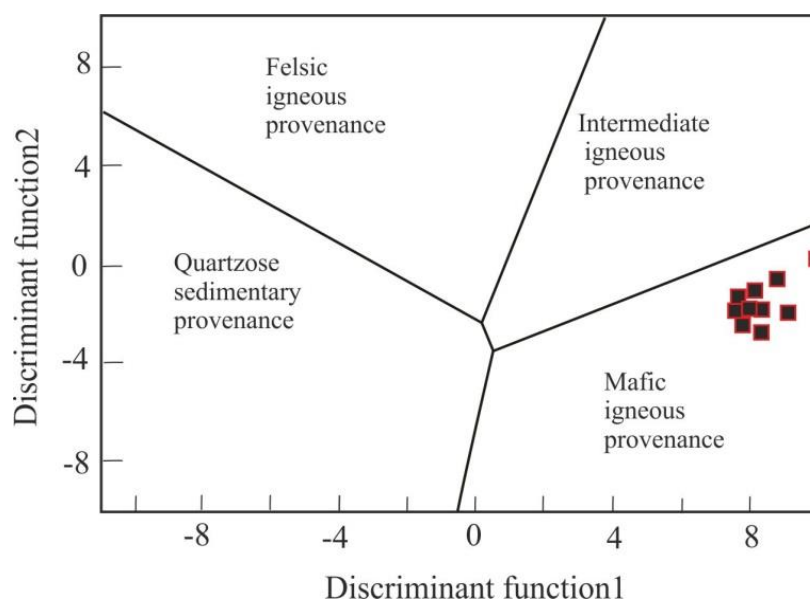 8
4
0
-4
-8
Discriminant function2
Felsic
igneous
provenance
Intermediate
igneous
provenance
Quartzose
sedimentary
provenance
Mafic
igneous
provenance
-8
-4
0
4
8
Discriminant function1